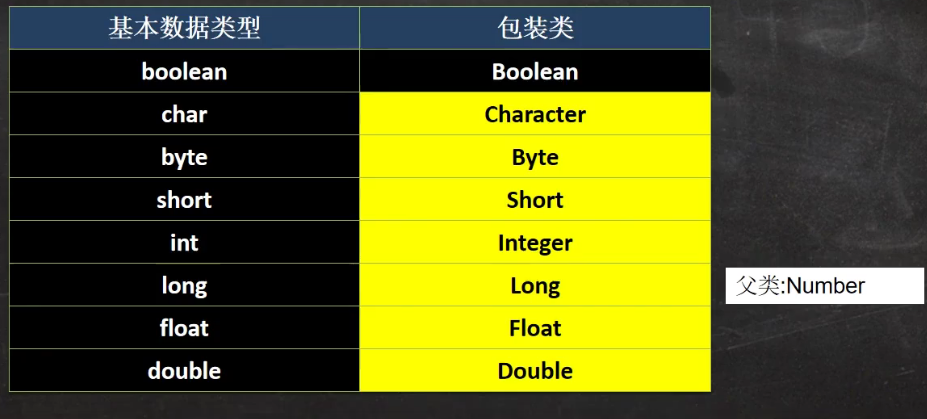 基本数据类型 包装类
boolean Boolean
char Character
byte Byte
short Short
int Integer
long Long
父类:Number
float Float
double Double